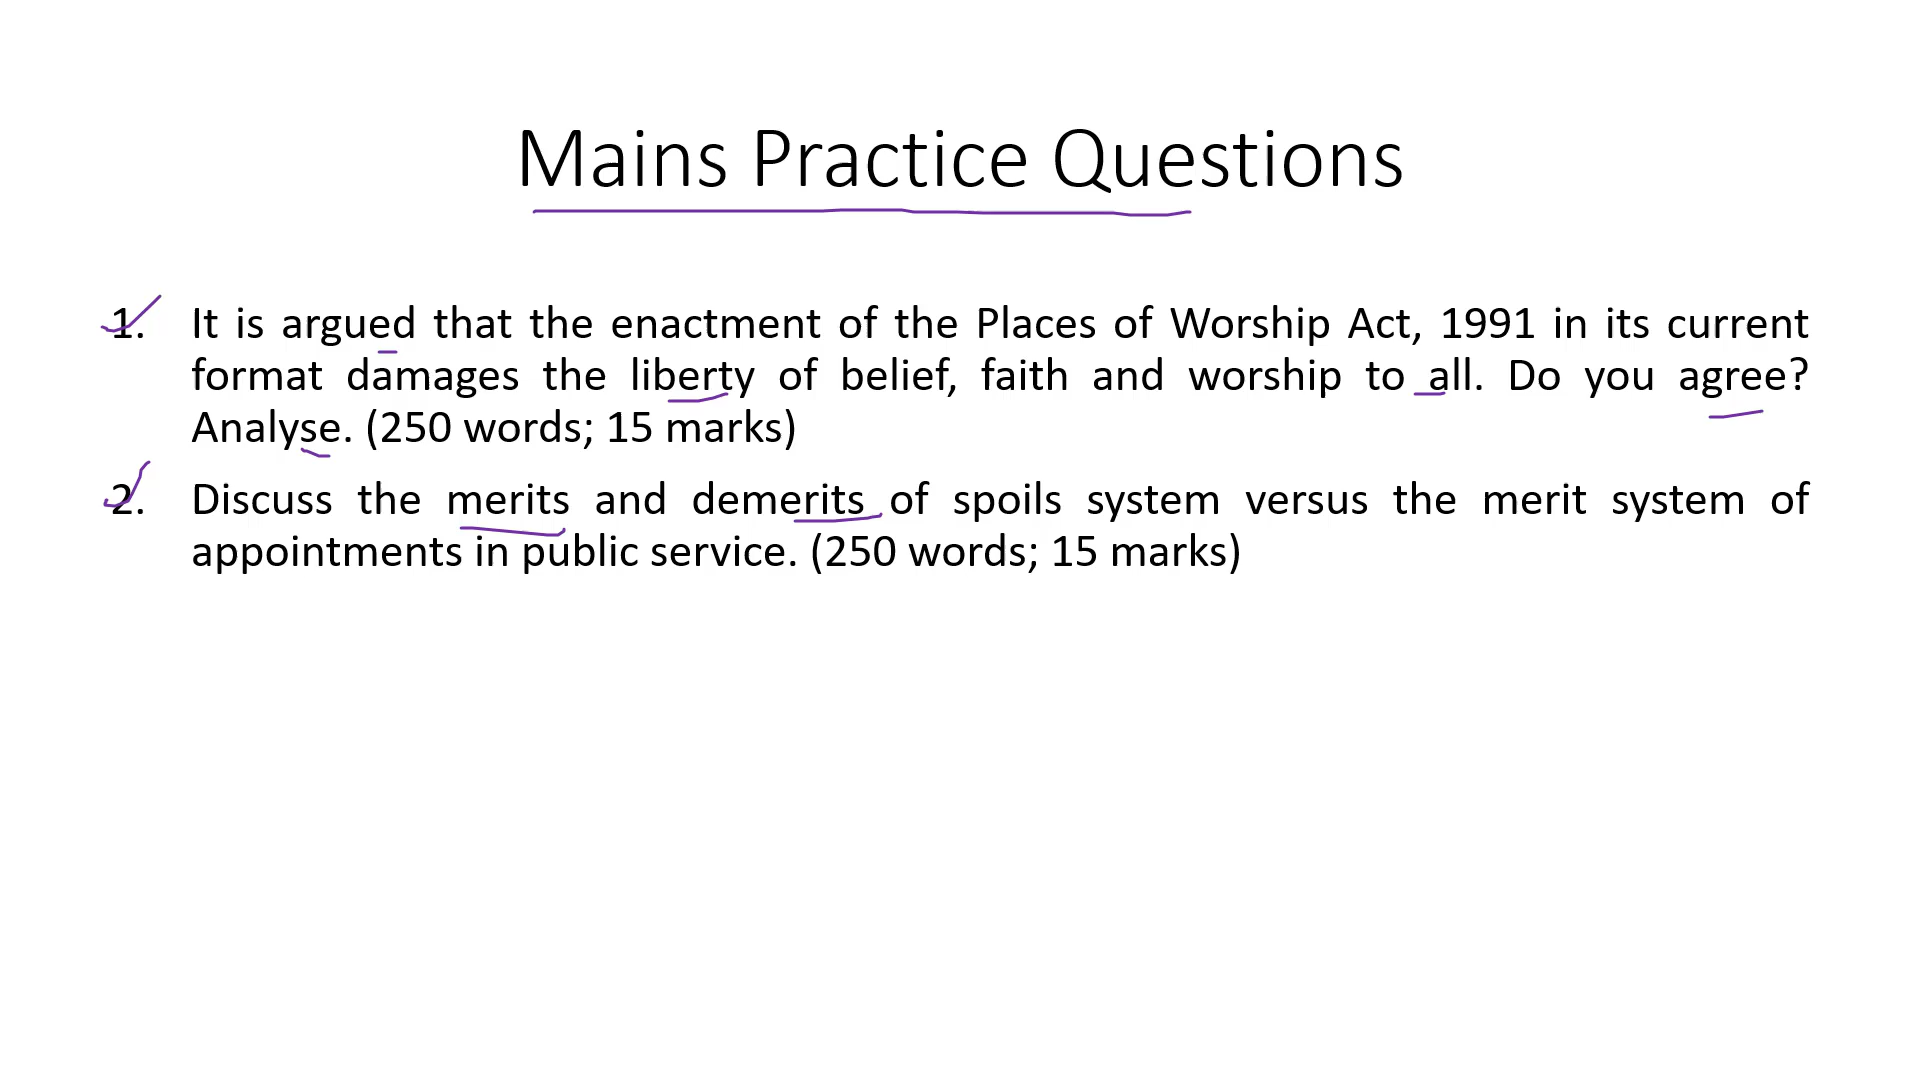 Mains Practice Questions
1. It is argued that the enactment of the Places of Worship Act, 1991 in its current
format damages the liberty of belief, faith and worship to all. Do you agree?
Analyse. (250 words; 15 marks)
2. Discuss the merits and demerits of spoils system versus the merit system of
appointments in public service. (250 words; 15 marks)